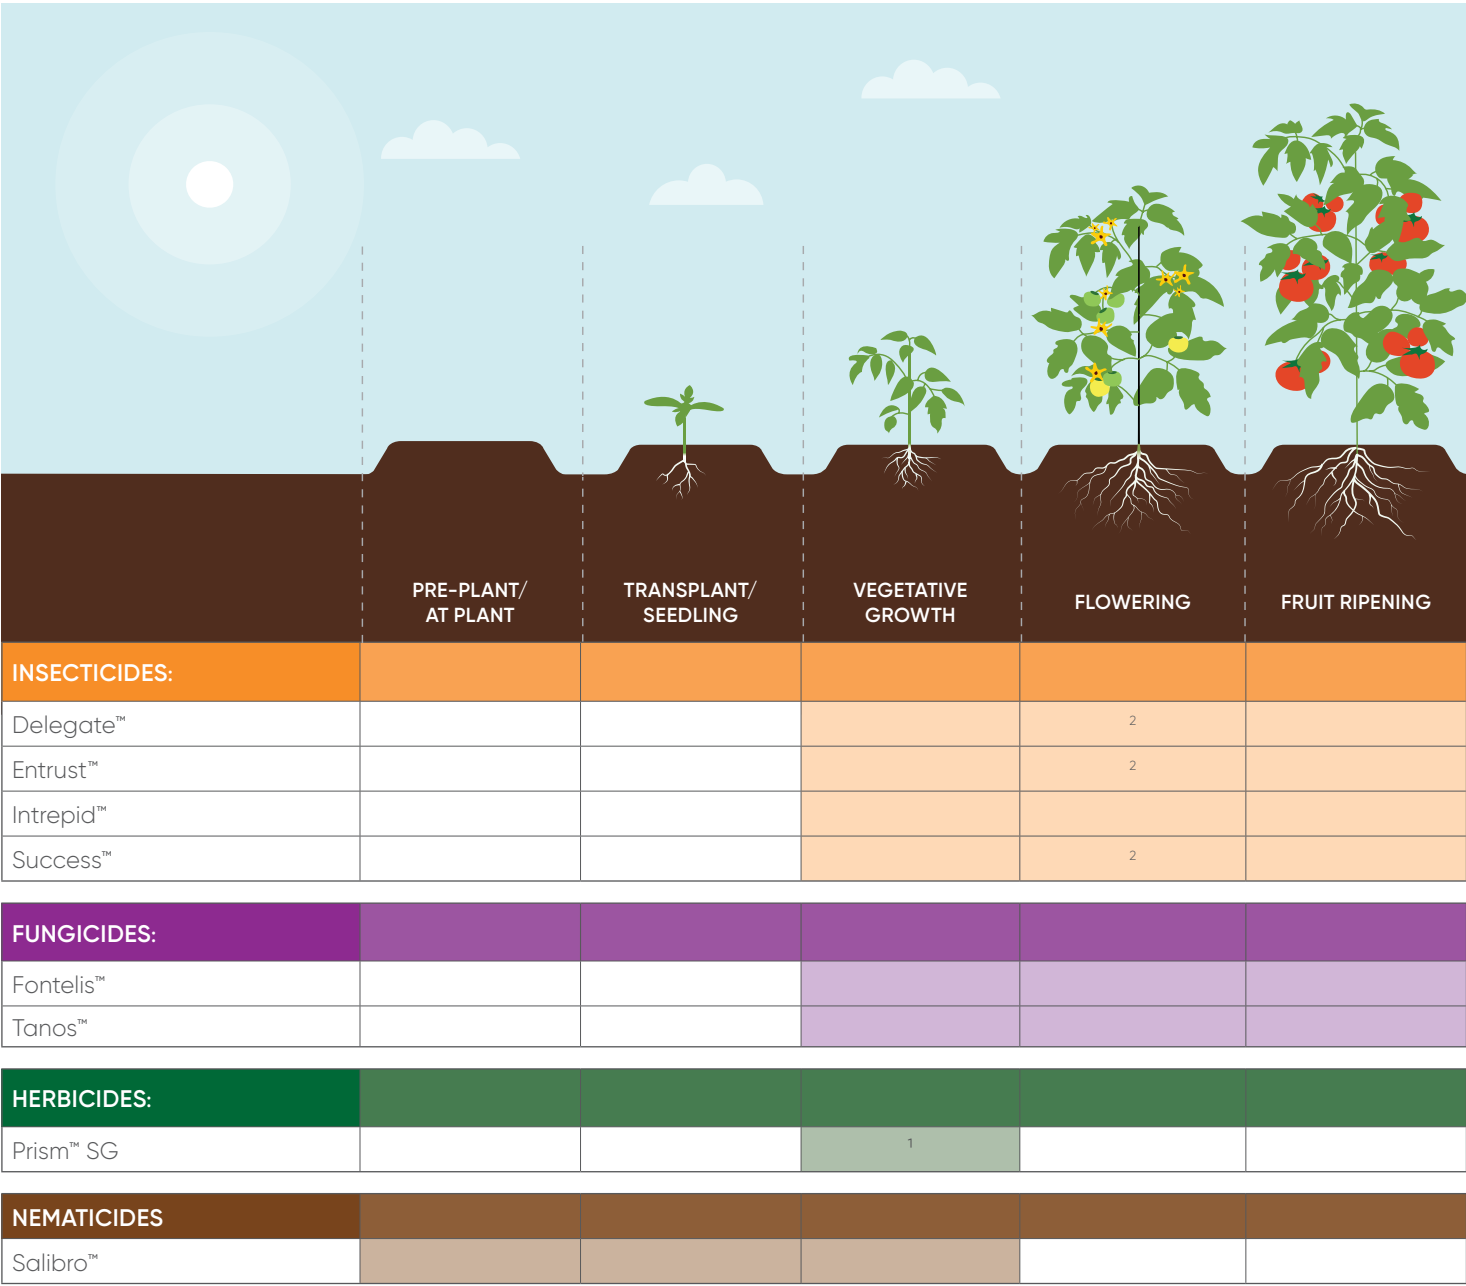 PRE-PLANT/
AT PLANT
TRANSPLANT/
SEEDLING
VEGETATIVE
GROWTH
FLOWERING
FRUIT RIPENING
INSECTICIDES:
Delegate™ 2
Entrust™ 2
Intrepid™
Success™ 2
FUNGICIDES:
Fontelis™
Tanos™
HERBICIDES:
Prism™ SG 1
NEMATICIDES
Salibro™